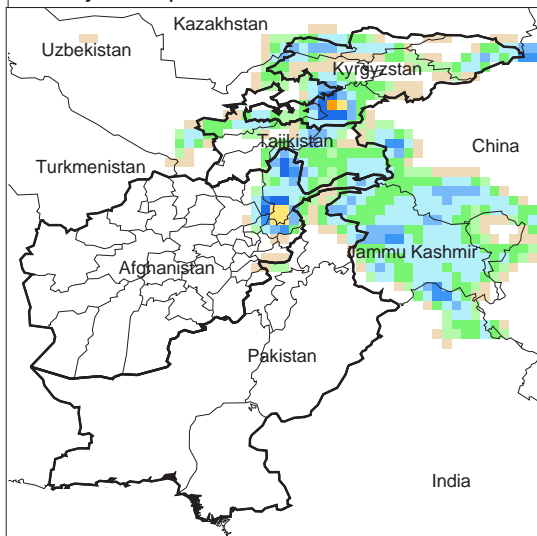 Kazakhstan
Uzbekistan
Kyrgyzstan
Tajikistan
China
Turkmenistan
Jammu Kashmir
Afghanistan
Pakistan
India